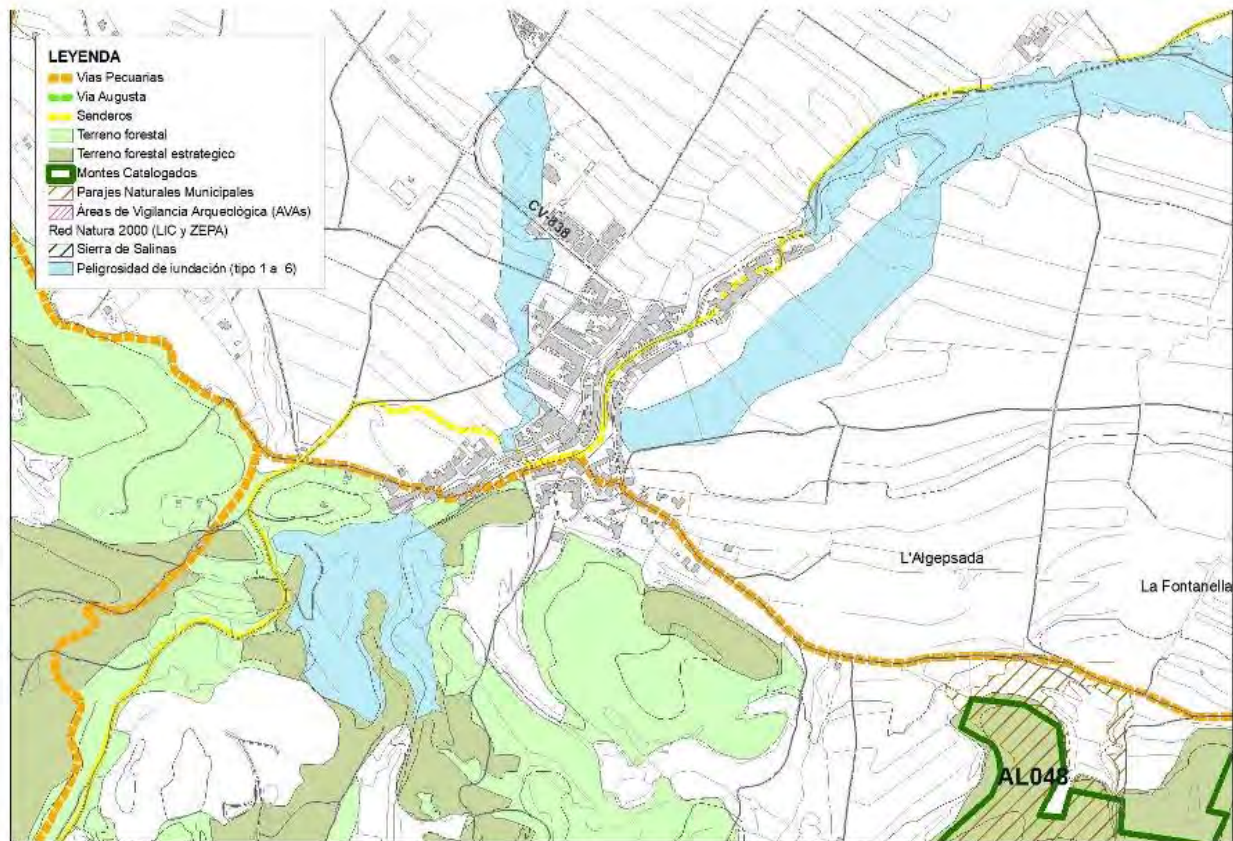 LEYENDA
Vias Pecuarias
Via Augusta
Senderos
Terreno forestal
Terreno forestal estrategico
Montes Catalogados
Parajes Naturales Municipales
Áreas de Vigilancia Arqueológica (AVAs)
Red Natura 2000 (LIC y ZEPA)
Sierra de Salinas
Peligrosidad de iundación (tipo 1 a 6)
CV-838
L'Algepsada
La Fontanella
AL048